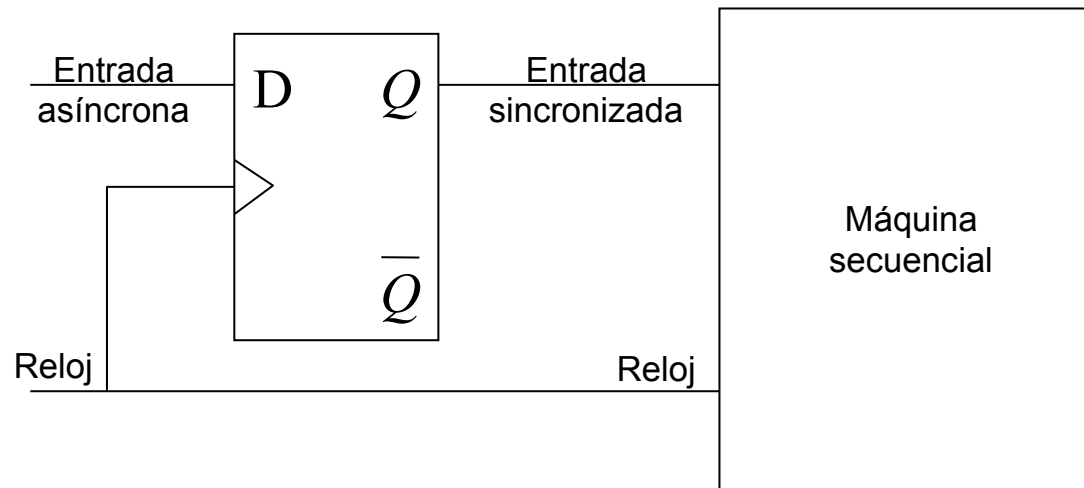 Entrada
asíncrona
D
Q
Entrada
sincronizada
Máquina
secuencial
Q̅
Reloj
Reloj